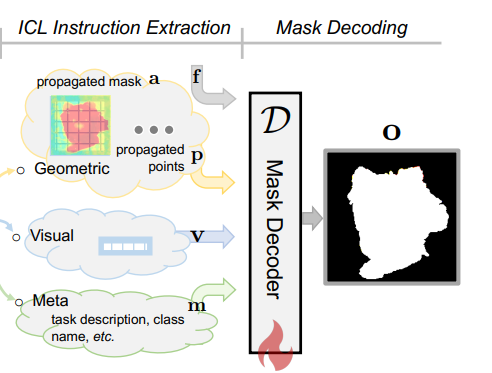 ICL Instruction Extraction
Mask Decoding
propagated mask a
f
propagated
points
p
Geometric
Visual
v
Meta
m
task description, class
name, etc.
D
Mask Decoder
O